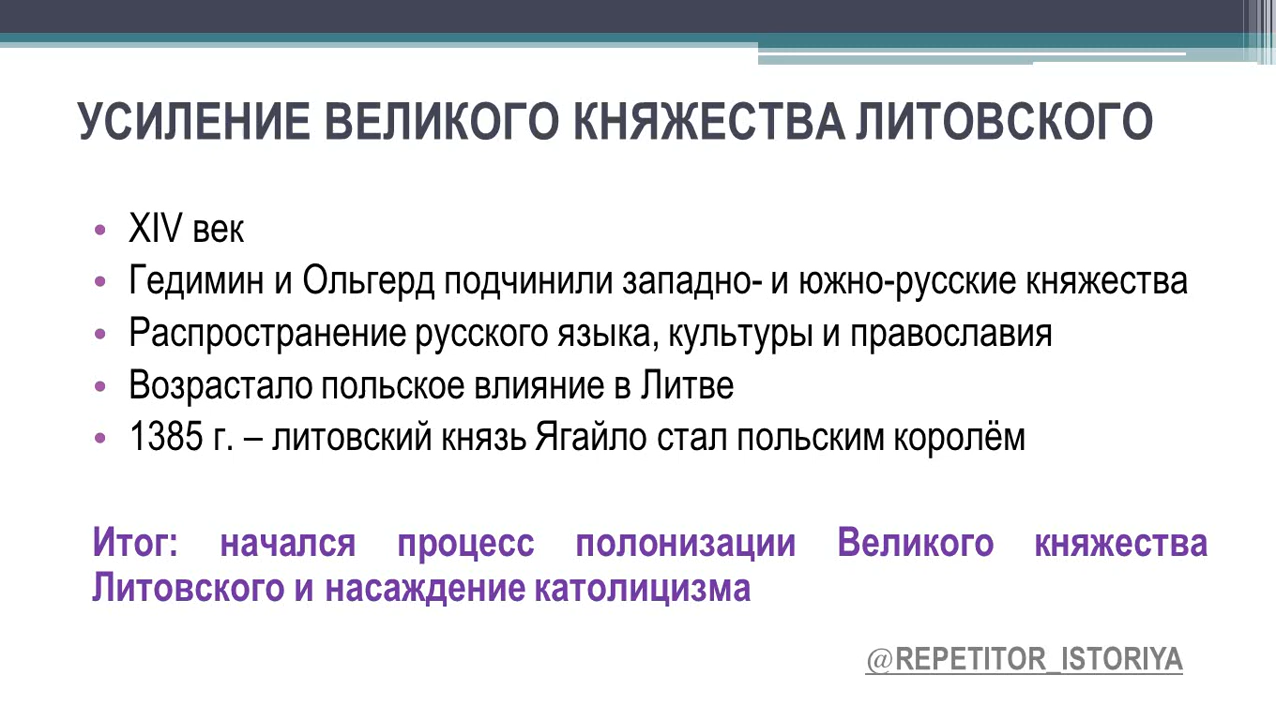 УСИЛЕНИЕ ВЕЛИКОГО КНЯЖЕСТВА ЛИТОВСКОГО
• XIV век
• Гедимин и Ольгерд подчинили западно- и южно-русские княжества
• Распространение русского языка, культуры и православия
• Возрастало польское влияние в Литве
• 1385 г. – литовский князь Ягайло стал польским королём
Итог: начался процесс полонизации Великого княжества
Литовского и насаждение католицизма
@REPETITOR_ISTORIYA